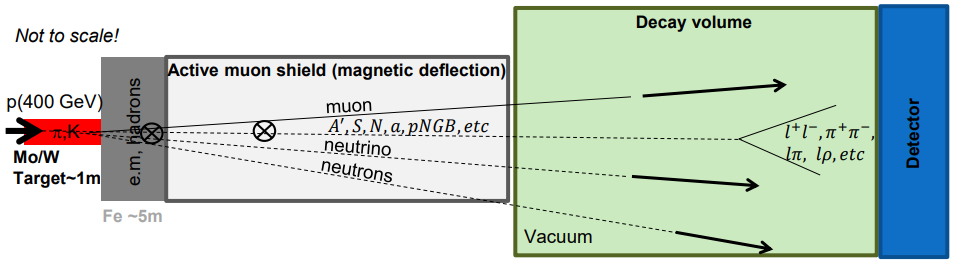 Not to scale!
Decay volume
Active muon shield (magnetic deflection)
p(400 GeV)
π,K
Mo/W
Target~1m
e.m, hadrons
Fe ~5m
muon
A′, S, N, a, pNGB, etc
neutrino
neutrons
l⁺l⁻, π⁺π⁻,
lπ, lρ, etc
Vacuum
Detector